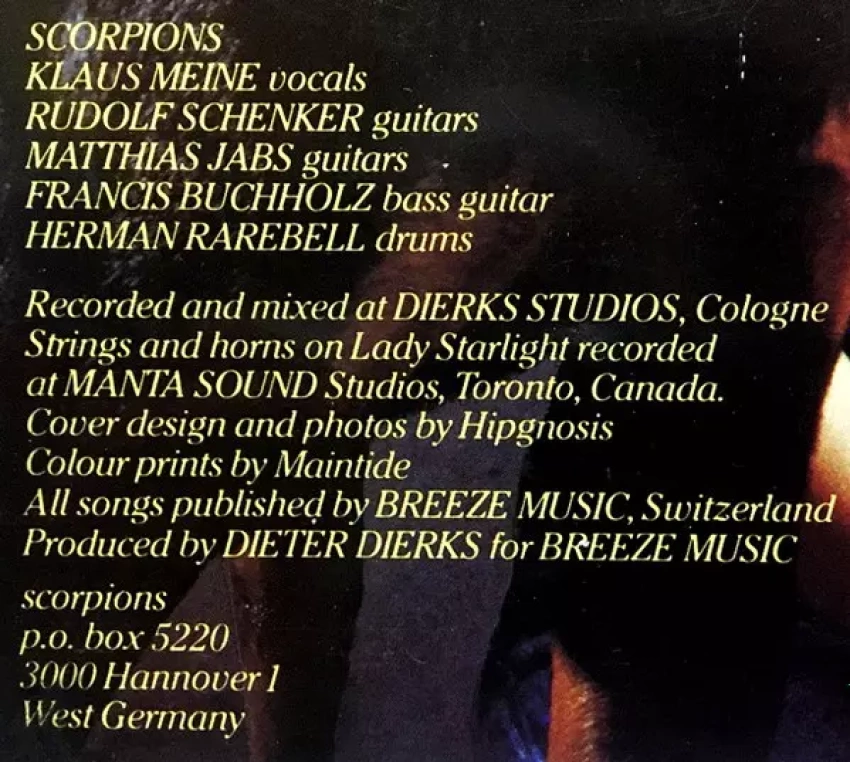 SCORPIONS
KLAUS MEINE vocals
RUDOLF SCHENKER guitars
MATTHIAS JABS guitars
FRANCIS BUCHHOLZ bass guitar
HERMAN RAREBELL drums
Recorded and mixed at DIERKS STUDIOS, Cologne
Strings and horns on Lady Starlight recorded
at MANTA SOUND Studios, Toronto, Canada.
Cover design and photos by Hipgnosis
Colour prints by Maintide
All songs published by BREEZE MUSIC, Switzerland
Produced by DIETER DIERKS for BREEZE MUSIC
scorpions
p.o. box 5220
3000 Hannover 1
West Germany